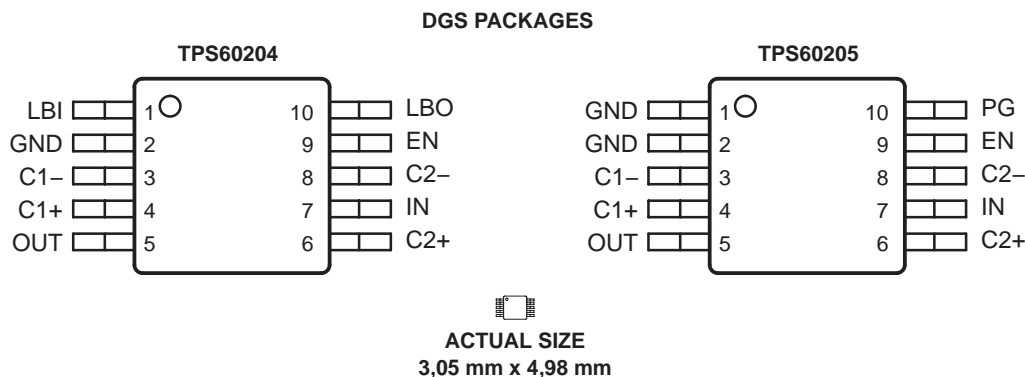 DGS PACKAGES
TPS60204
LBI 1 10 LBO
GND 2 9 EN
C1− 3 8 C2−
C1+ 4 7 IN
OUT 5 6 C2+
TPS60205
GND 1 10 PG
GND 2 9 EN
C1− 3 8 C2−
C1+ 4 7 IN
OUT 5 6 C2+
ACTUAL SIZE
3,05 mm x 4,98 mm